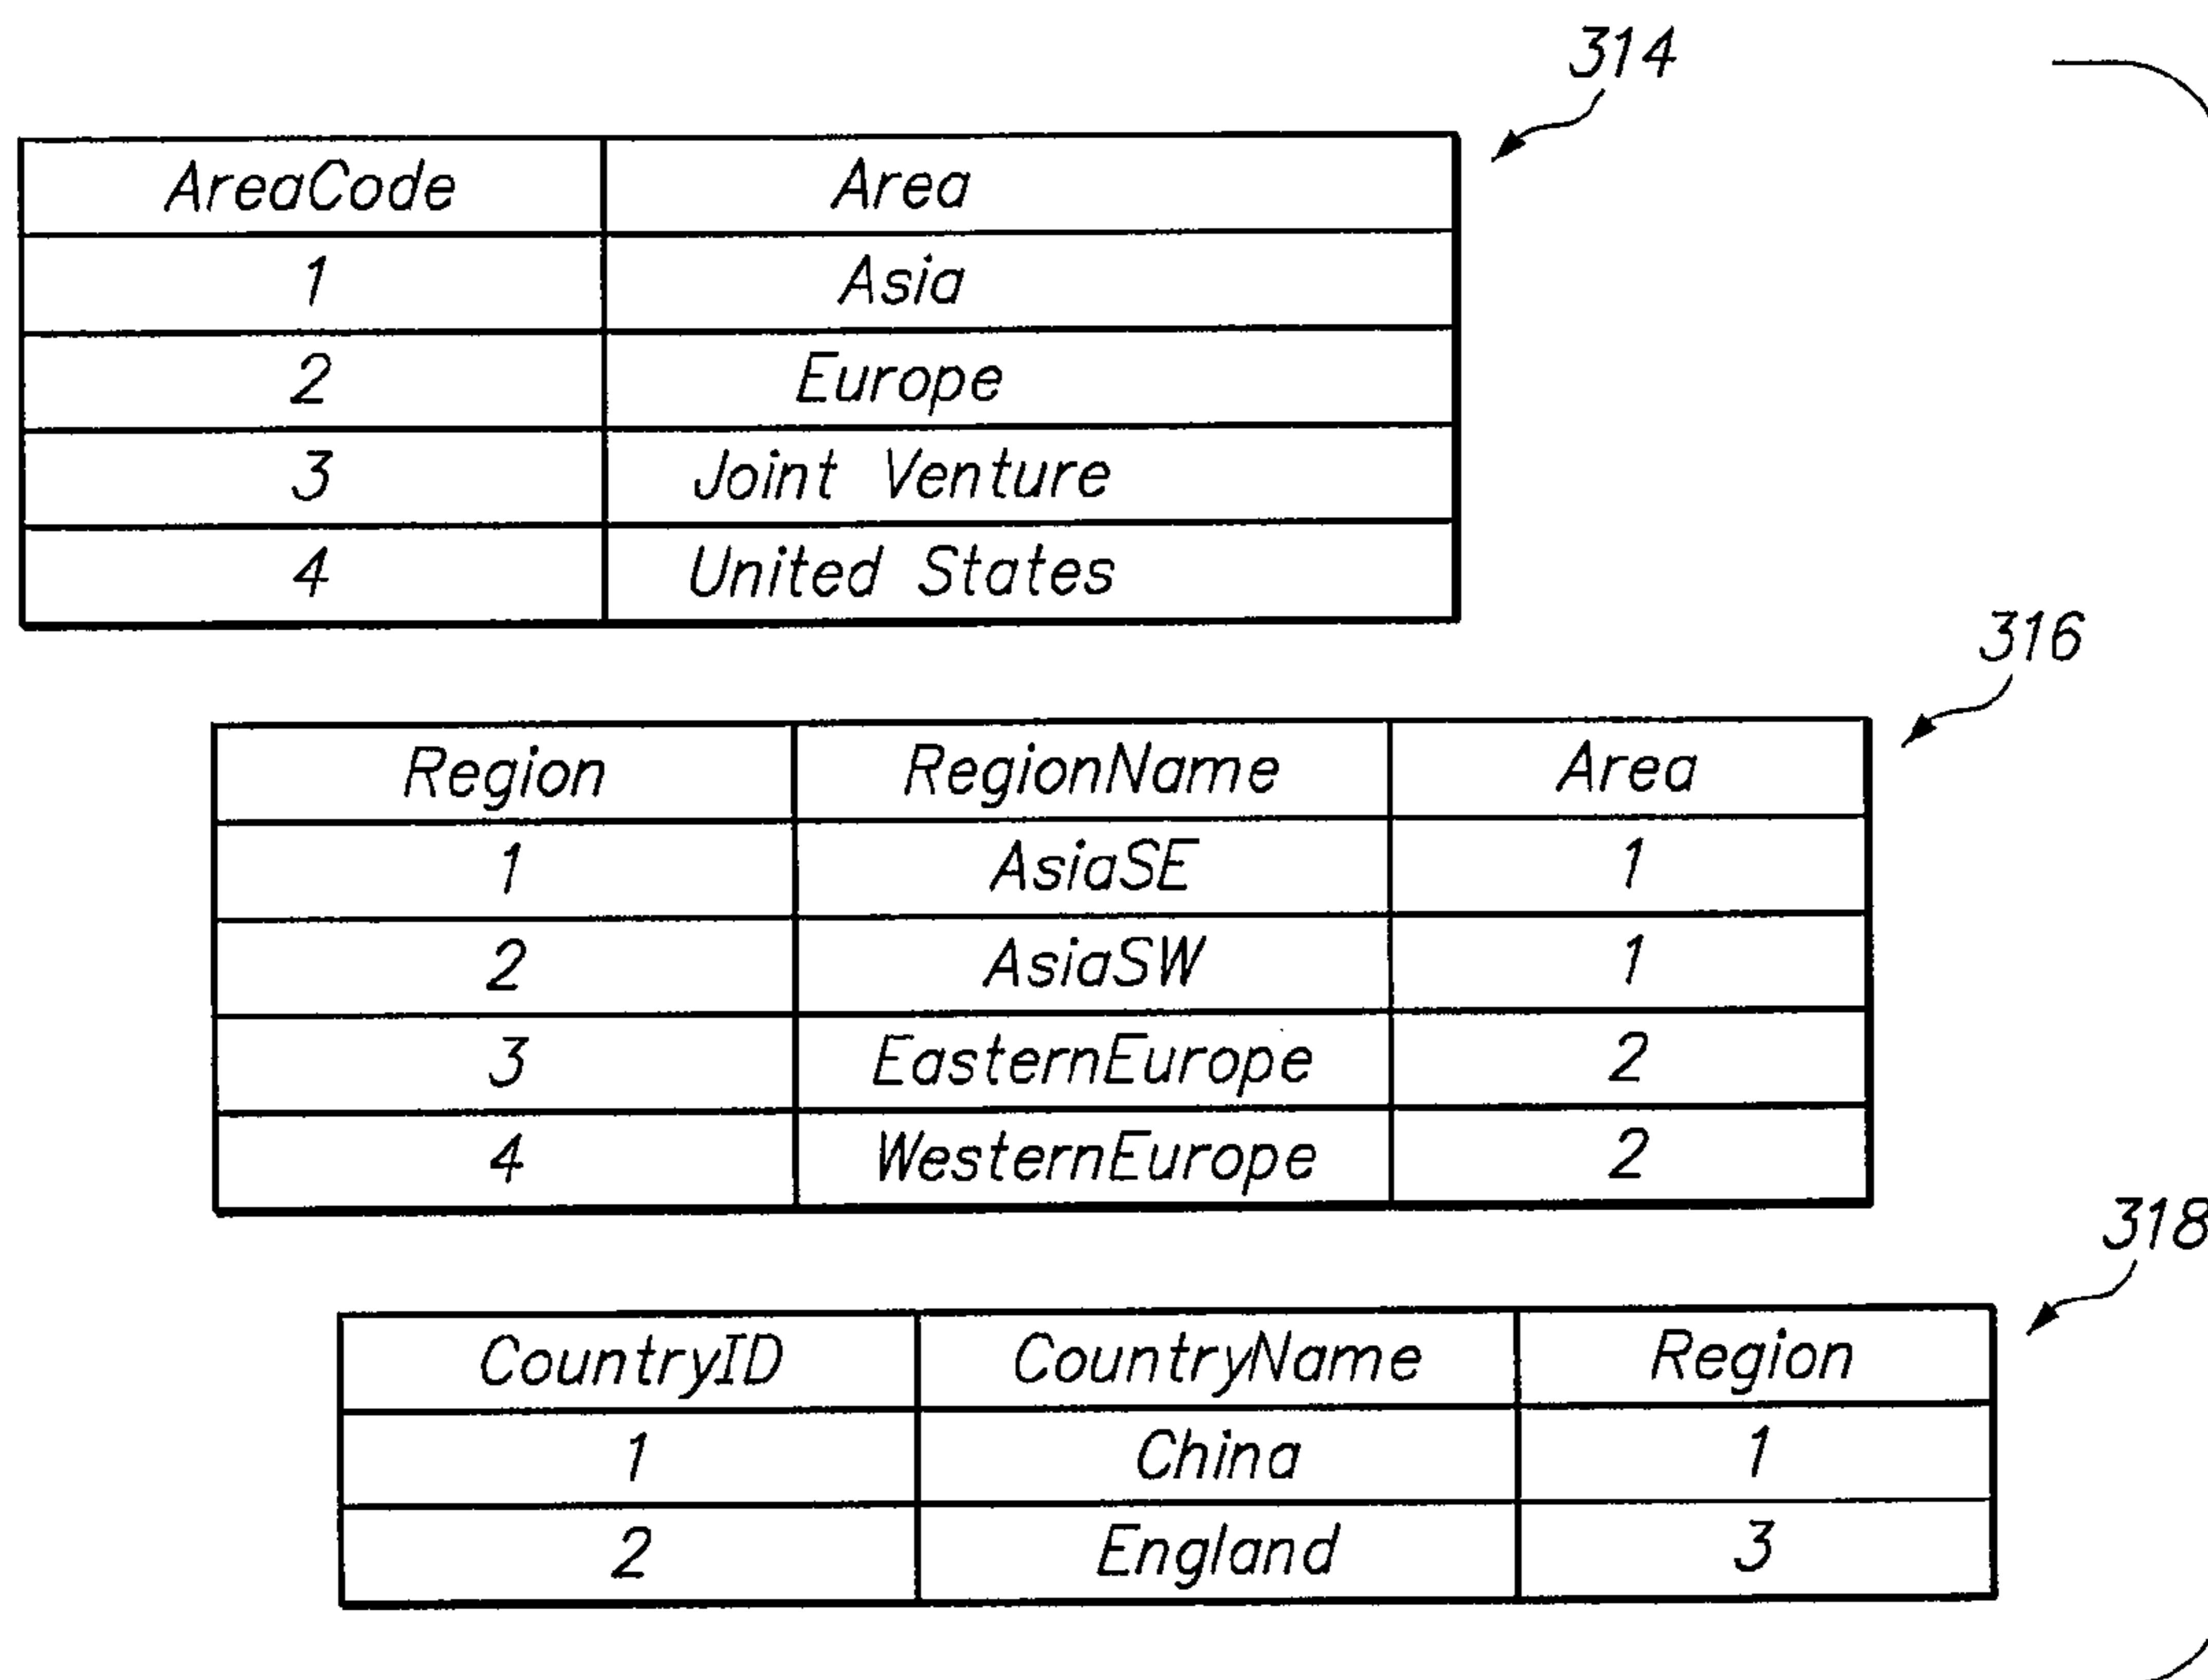 314
AreaCode Area
1 Asia
2 Europe
3 Joint Venture
4 United States
316
Region RegionName Area
1 AsiaSE 1
2 AsiaSW 1
3 EasternEurope 2
4 WesternEurope 2
318
CountryID CountryName Region
1 China 1
2 England 3